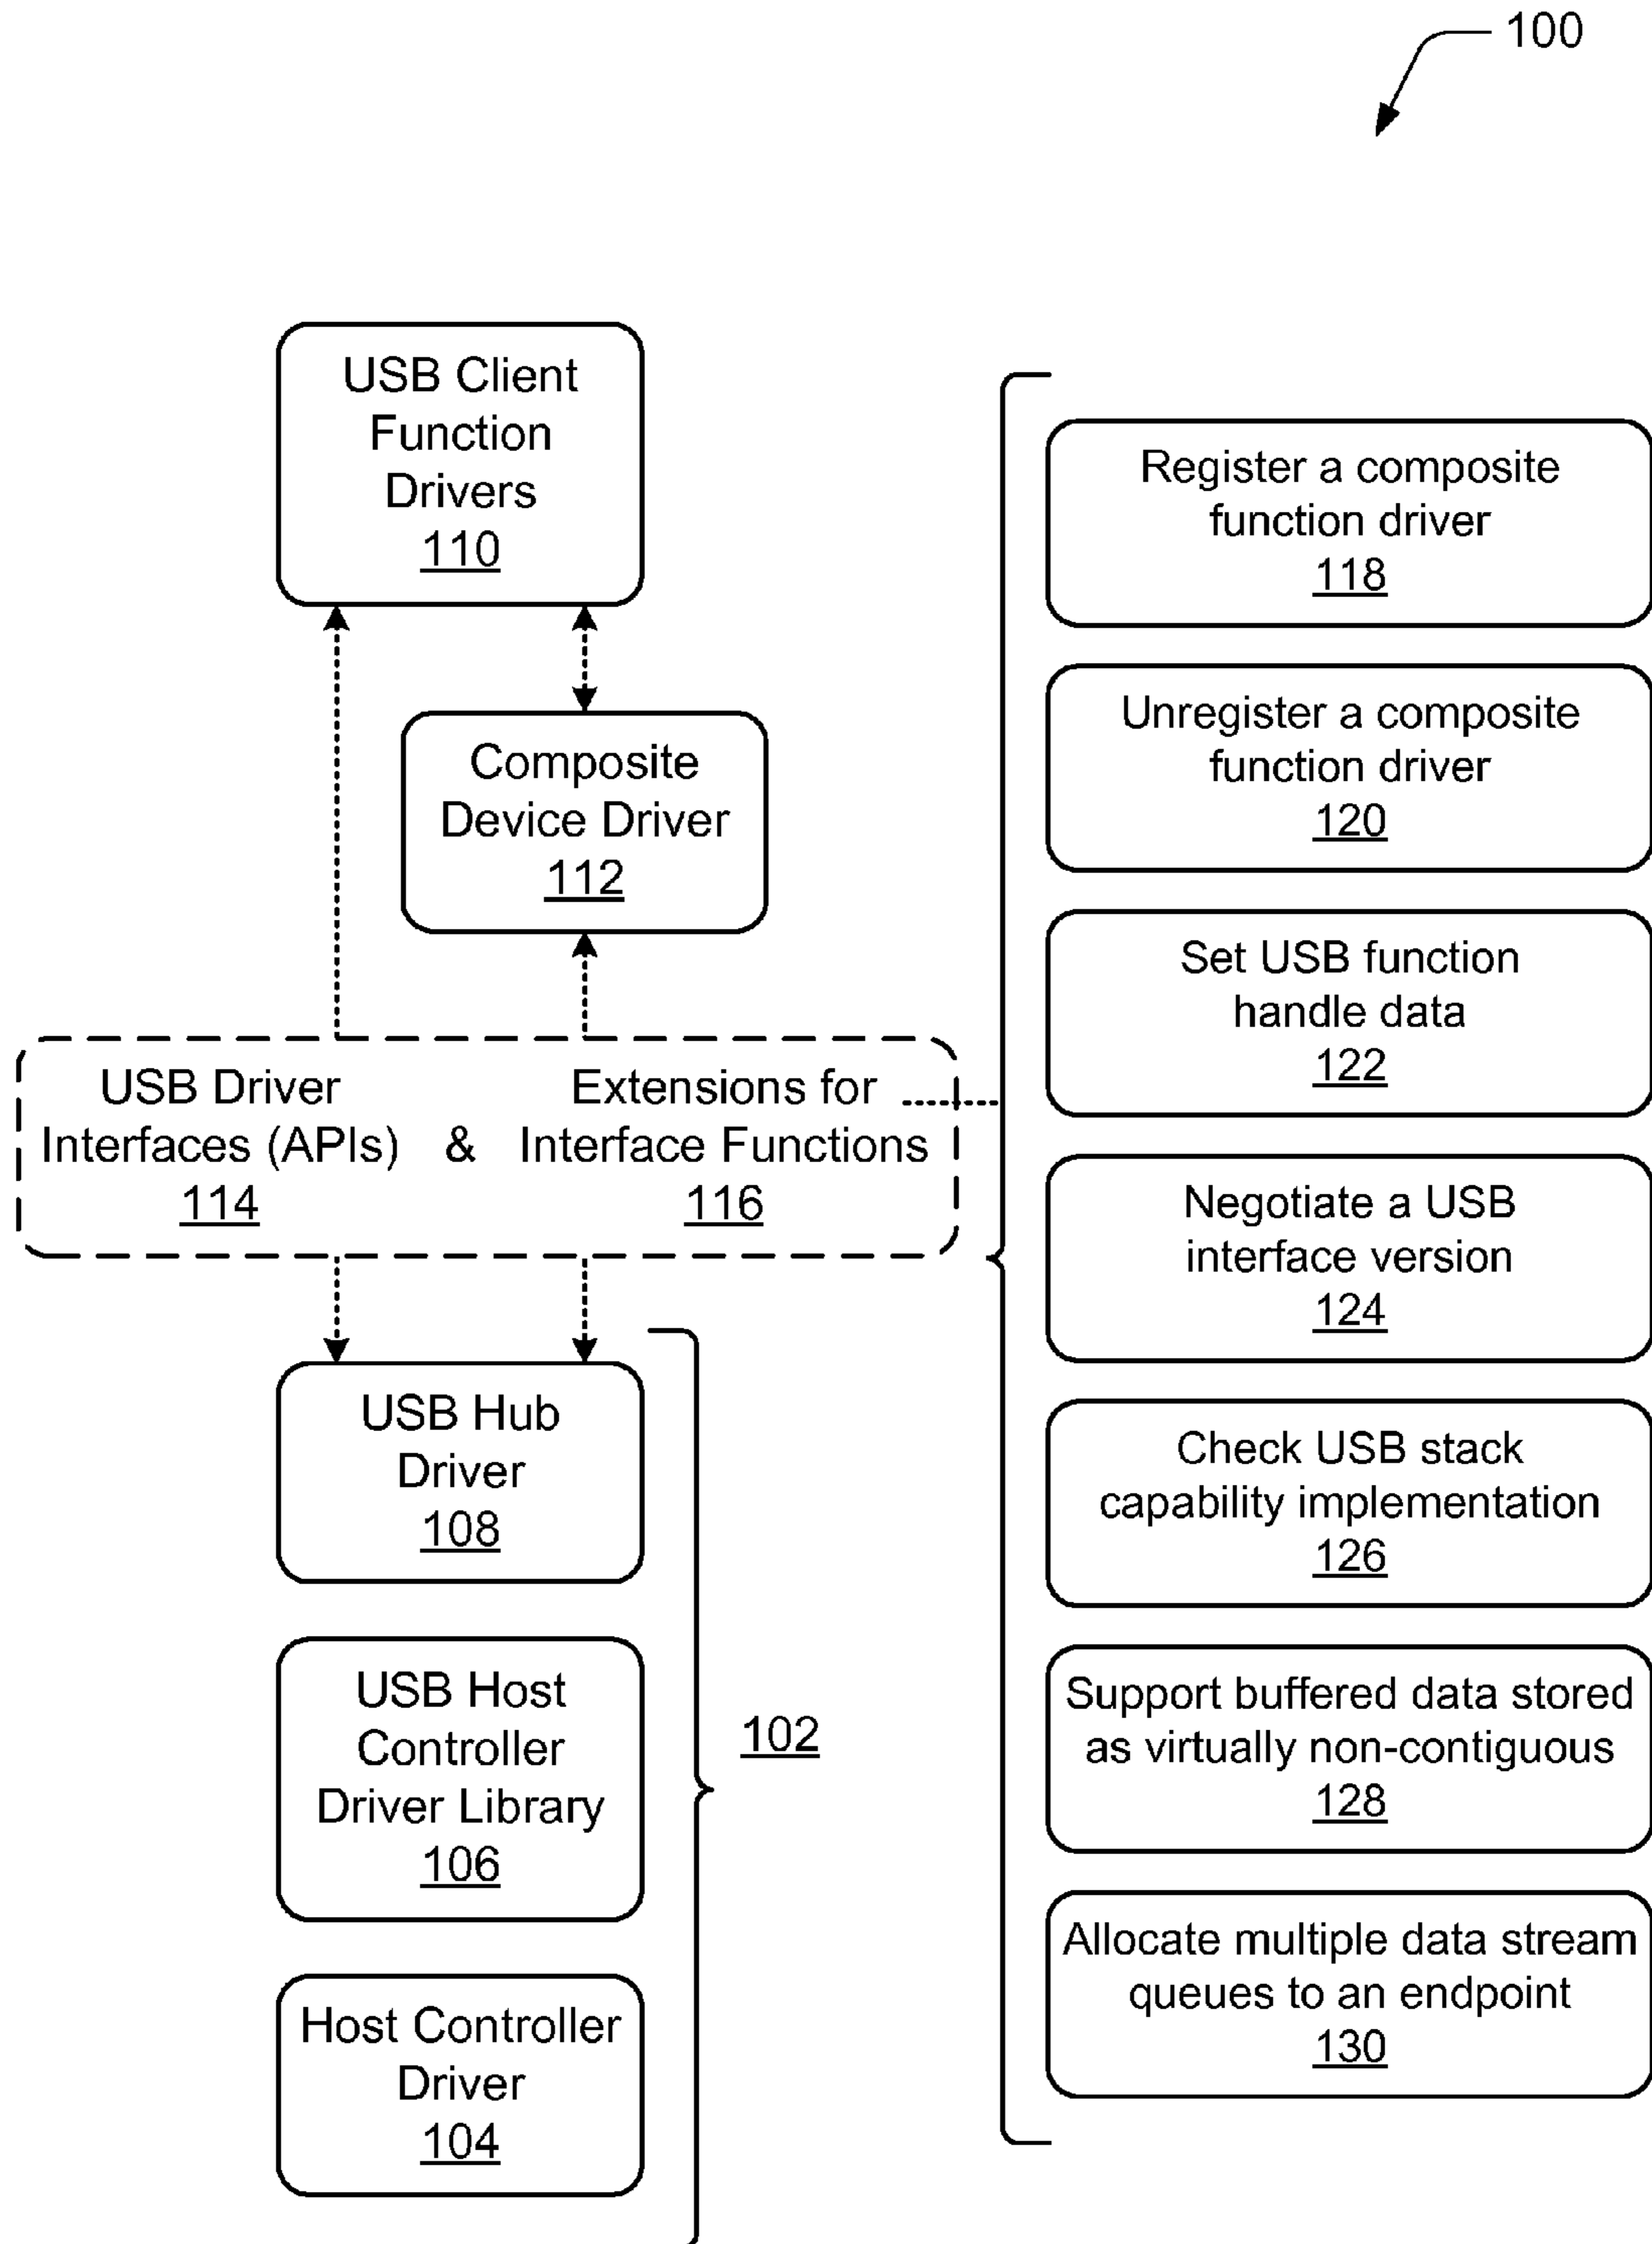 100
USB Client
Function
Drivers
110
Composite
Device Driver
112
USB Driver
Interfaces (APIs)
114
&
Extensions for
Interface Functions
116
USB Hub
Driver
108
USB Host
Controller
Driver Library
106
Host Controller
Driver
104
102
Register a composite
function driver
118
Unregister a composite
function driver
120
Set USB function
handle data
122
Negotiate a USB
interface version
124
Check USB stack
capability implementation
126
Support buffered data stored
as virtually non-contiguous
128
Allocate multiple data stream
queues to an endpoint
130